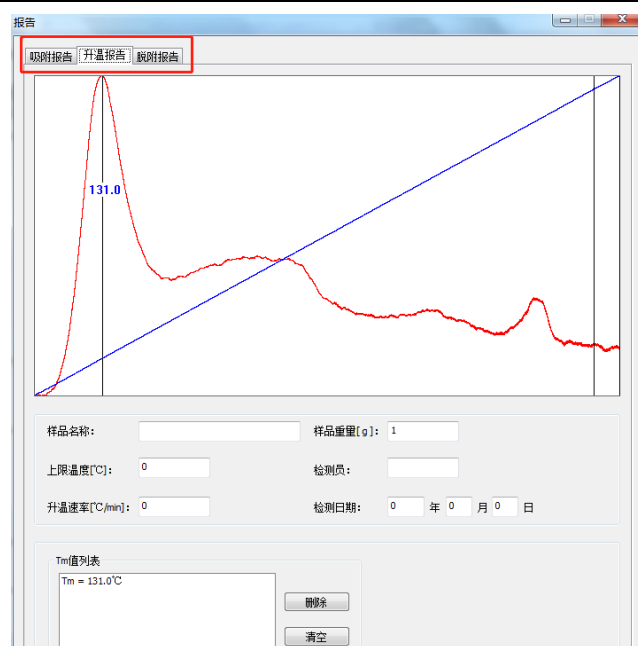 报告
吸附报告 升温报告 脱附报告
131.0
样品名称： 样品重量[g]： 1
上限温度[℃]： 0 检测员：
升温速率[℃/min]： 0 检测日期： 0 年 0 月 0 日
Tm值列表
Tm = 131.0℃
删除
清空